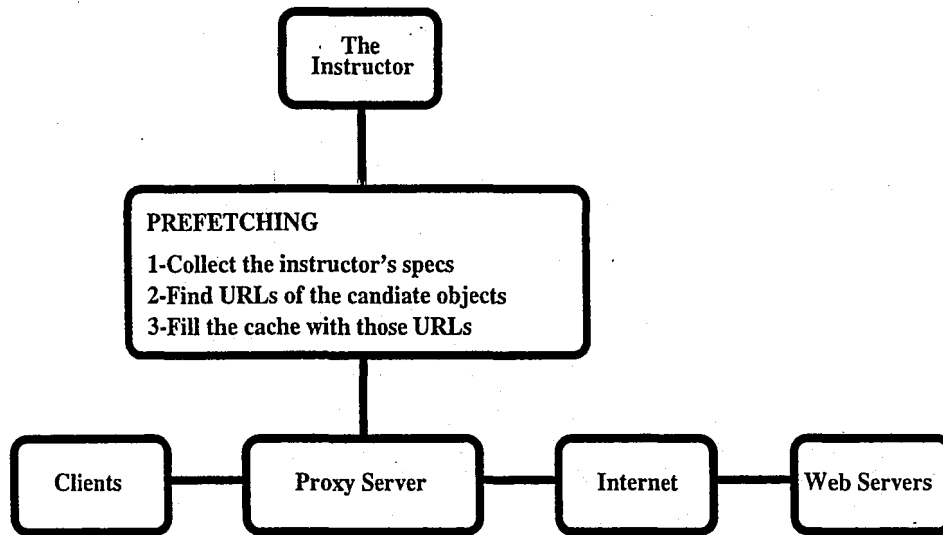 The
Instructor
PREFETCHING
1-Collect the instructor's specs
2-Find URLs of the candiate objects
3-Fill the cache with those URLs
Clients
Proxy Server
Internet
Web Servers